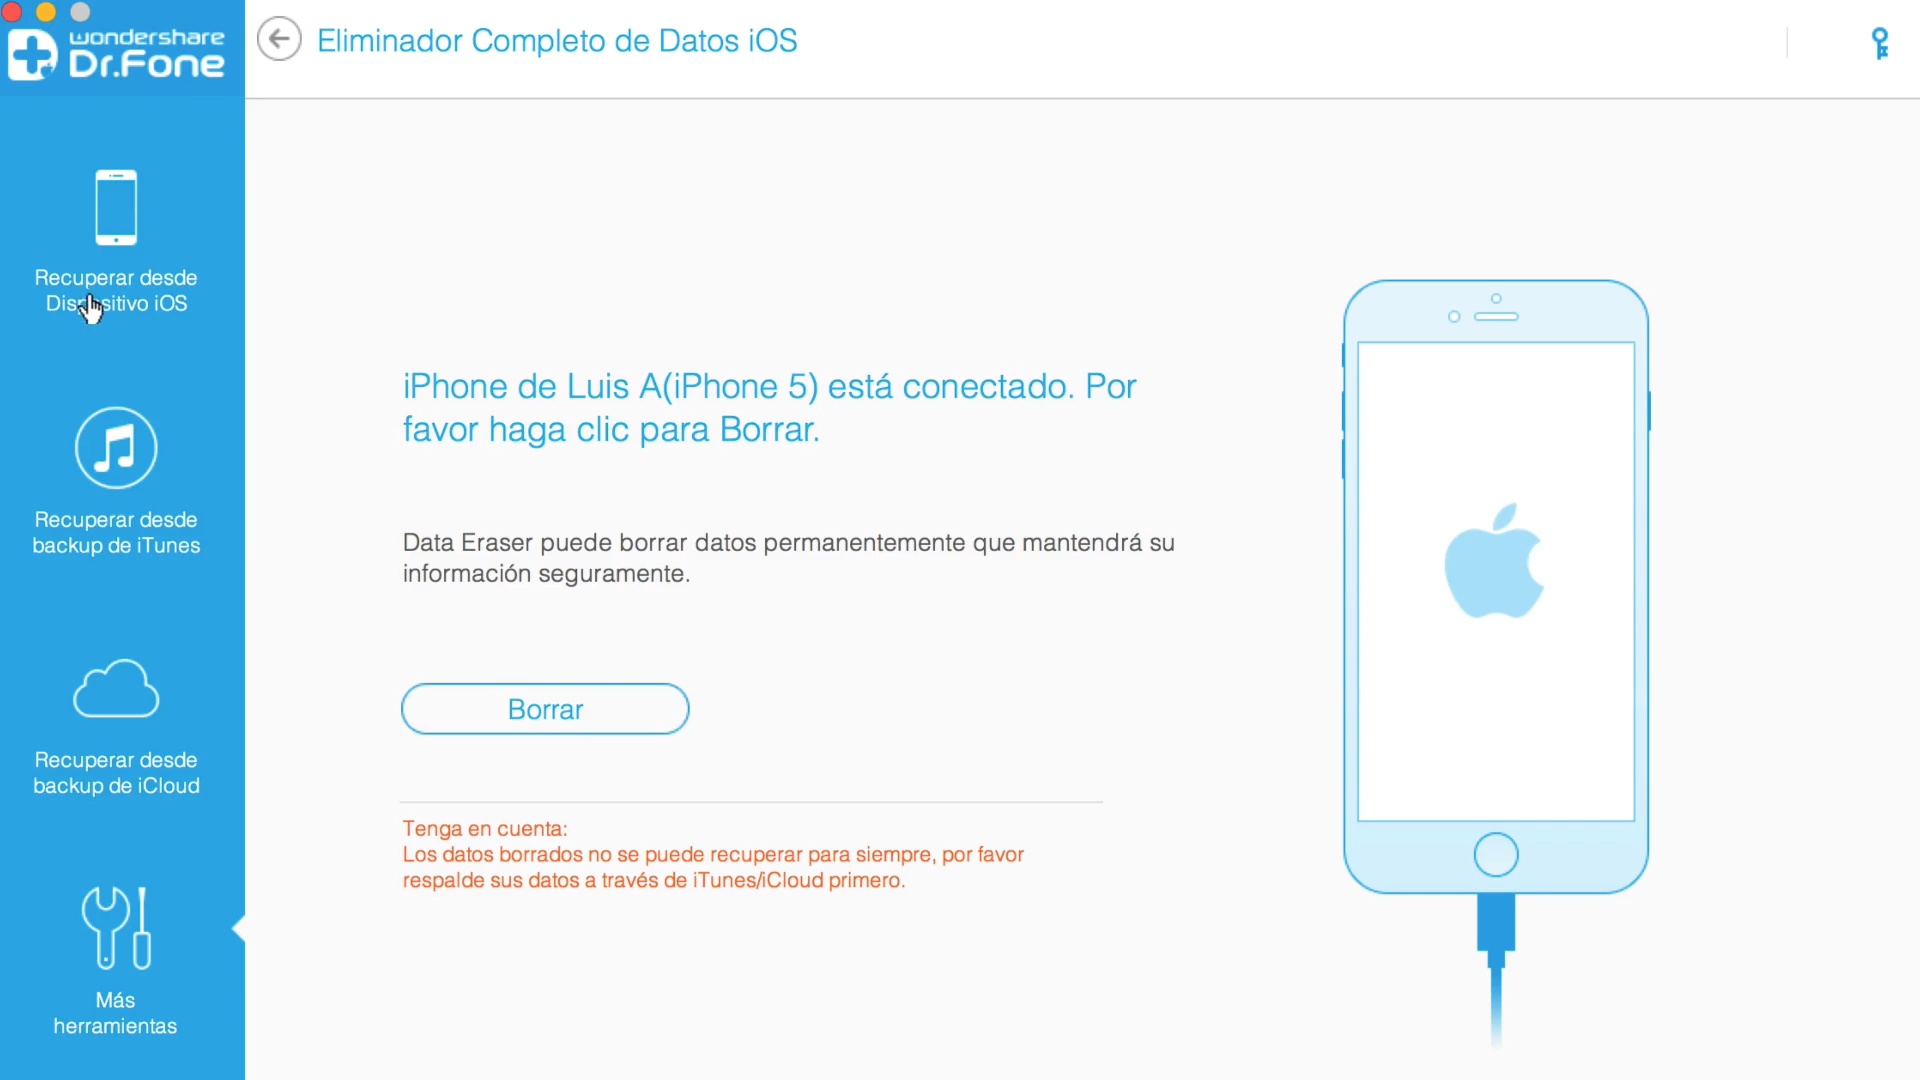 wondershare
Dr.Fone
Eliminador Completo de Datos iOS
Recuperar desde
Dispositivo iOS
Recuperar desde
backup de iTunes
Recuperar desde
backup de iCloud
Más
herramientas
iPhone de Luis A(iPhone 5) está conectado. Por
favor haga clic para Borrar.
Data Eraser puede borrar datos permanentemente que mantendrá su
información seguramente.
Borrar
Tenga en cuenta:
Los datos borrados no se puede recuperar para siempre, por favor
respalde sus datos a través de iTunes/iCloud primero.